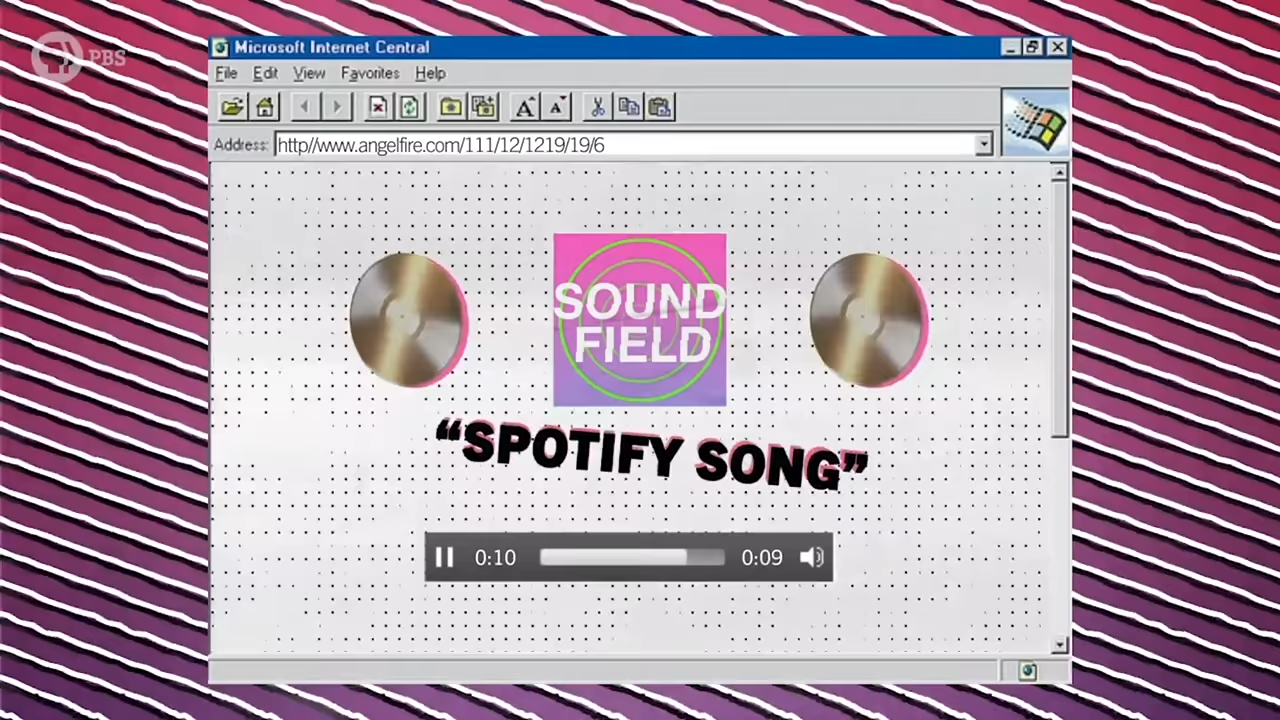 PBS
Microsoft Internet Central
File Edit View Favorites Help
A A
Address: http//www.angelfire.com/111/12/1219/19/6
SOUND
FIELD
“SPOTIFY SONG”
0:10 0:09